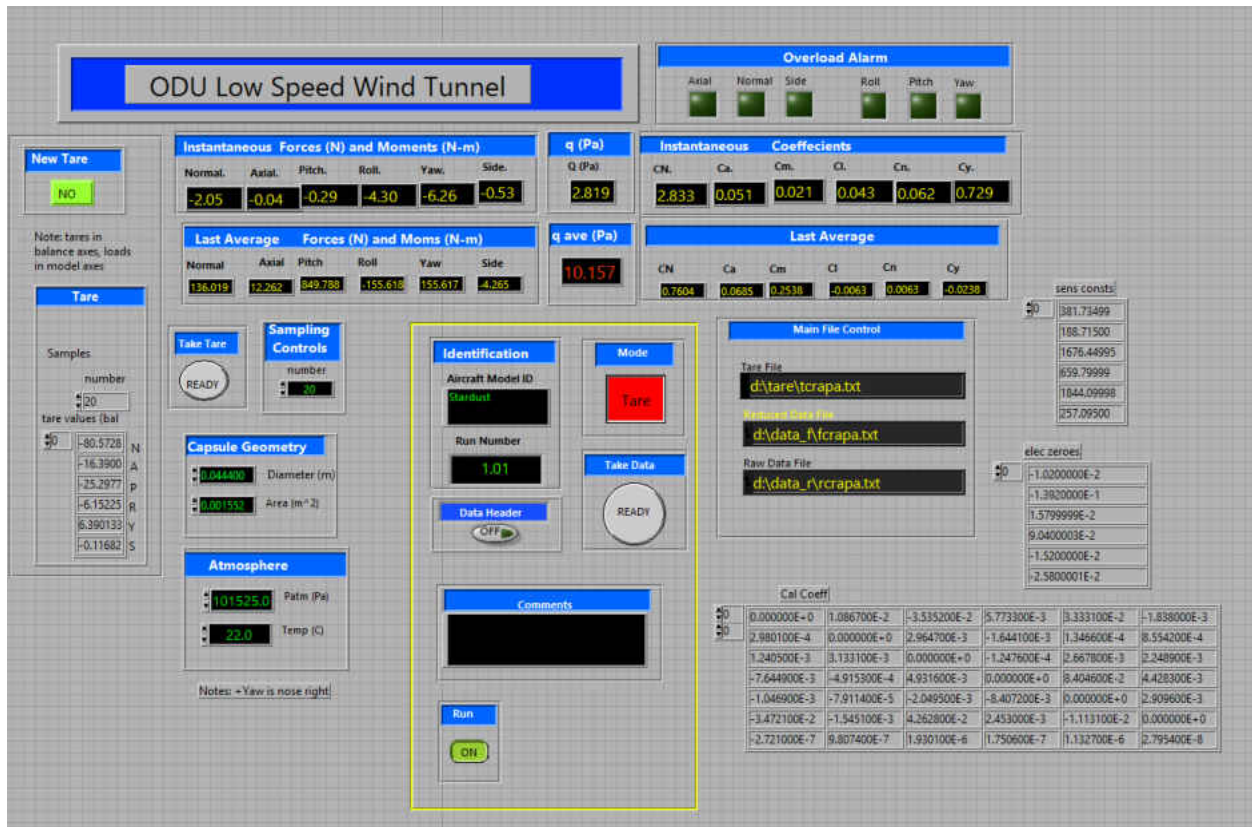 ODU Low Speed Wind Tunnel
Overload Alarm
Axial Normal Side Roll Pitch Yaw
New Tare
NO
Instantaneous Forces (N) and Moments (N-m)
Normal. Axial. Pitch. Roll. Yaw. Side.
-2.05 -0.04 -0.29 -4.30 -6.26 -0.53
q (Pa)
Q (Pa)
2.819
Instantaneous Coeffecients
CN. Ca. Cm. Cl. Cn. Cy.
2.833 0.051 0.021 0.043 0.062 0.729
Note: tares in
balance axes, loads
in model axes
Last Average Forces (N) and Moms (N-m)
Normal Axial Pitch Roll Yaw Side
136.019 12.262 849.788 -155.618 155.617 -4.265
q ave (Pa)
10.157
Last Average
CN Ca Cm Cl Cn Cy
0.7604 0.0685 0.2538 -0.0063 0.0063 -0.0238
Tare
Samples
number
20
tare values (bal
0
-80.5728 N
-16.3900 A
-25.2977 P
-6.15225 R
6.390133 Y
-0.11682 S
Take Tare
READY
Sampling
Controls
number
20
Capsule Geometry
0.044400 Diameter (m)
0.001552 Area (m^2)
Atmosphere
101525.0 Patm (Pa)
22.0 Temp (C)
Notes: +Yaw is nose right
Identification
Aircraft Model ID
Stardust
Run Number
1.01
Data Header
OFF
Mode
Tare
Take Data
READY
Comments
Run
ON
Main File Control
Tare File
d:\tare\tcrapa.txt
Reduced Data File
d:\data_f\fcrapa.txt
Raw Data File
d:\data_r\rcrapa.txt
sens consts
0
381.73499
188.71500
1676.44995
659.79999
1844.09998
257.09500
elec zeroes
0
-1.0200000E-2
-1.3920000E-1
1.5799999E-2
9.0400003E-2
-1.5200000E-2
-2.5800001E-2
Cal Coeff
0
0
0.000000E+0 1.086700E-2 -3.535200E-2 5.773300E-3 3.333100E-2 -1.838000E-3
2.980100E-4 0.000000E+0 2.964700E-3 -1.644100E-3 1.346600E-4 8.554200E-4
1.240500E-3 3.133100E-3 0.000000E+0 -1.247600E-4 2.667800E-3 2.248900E-3
-7.644900E-3 -4.915300E-4 4.931600E-3 0.000000E+0 8.404600E-2 4.428300E-3
-1.046900E-3 -7.911400E-5 -2.049500E-3 -8.407200E-3 0.000000E+0 2.909600E-3
-3.472100E-2 -1.545100E-3 4.262800E-2 2.453000E-3 -1.113100E-2 0.000000E+0
-2.721000E-7 9.807400E-7 1.930100E-6 1.750600E-7 1.132700E-6 2.795400E-8